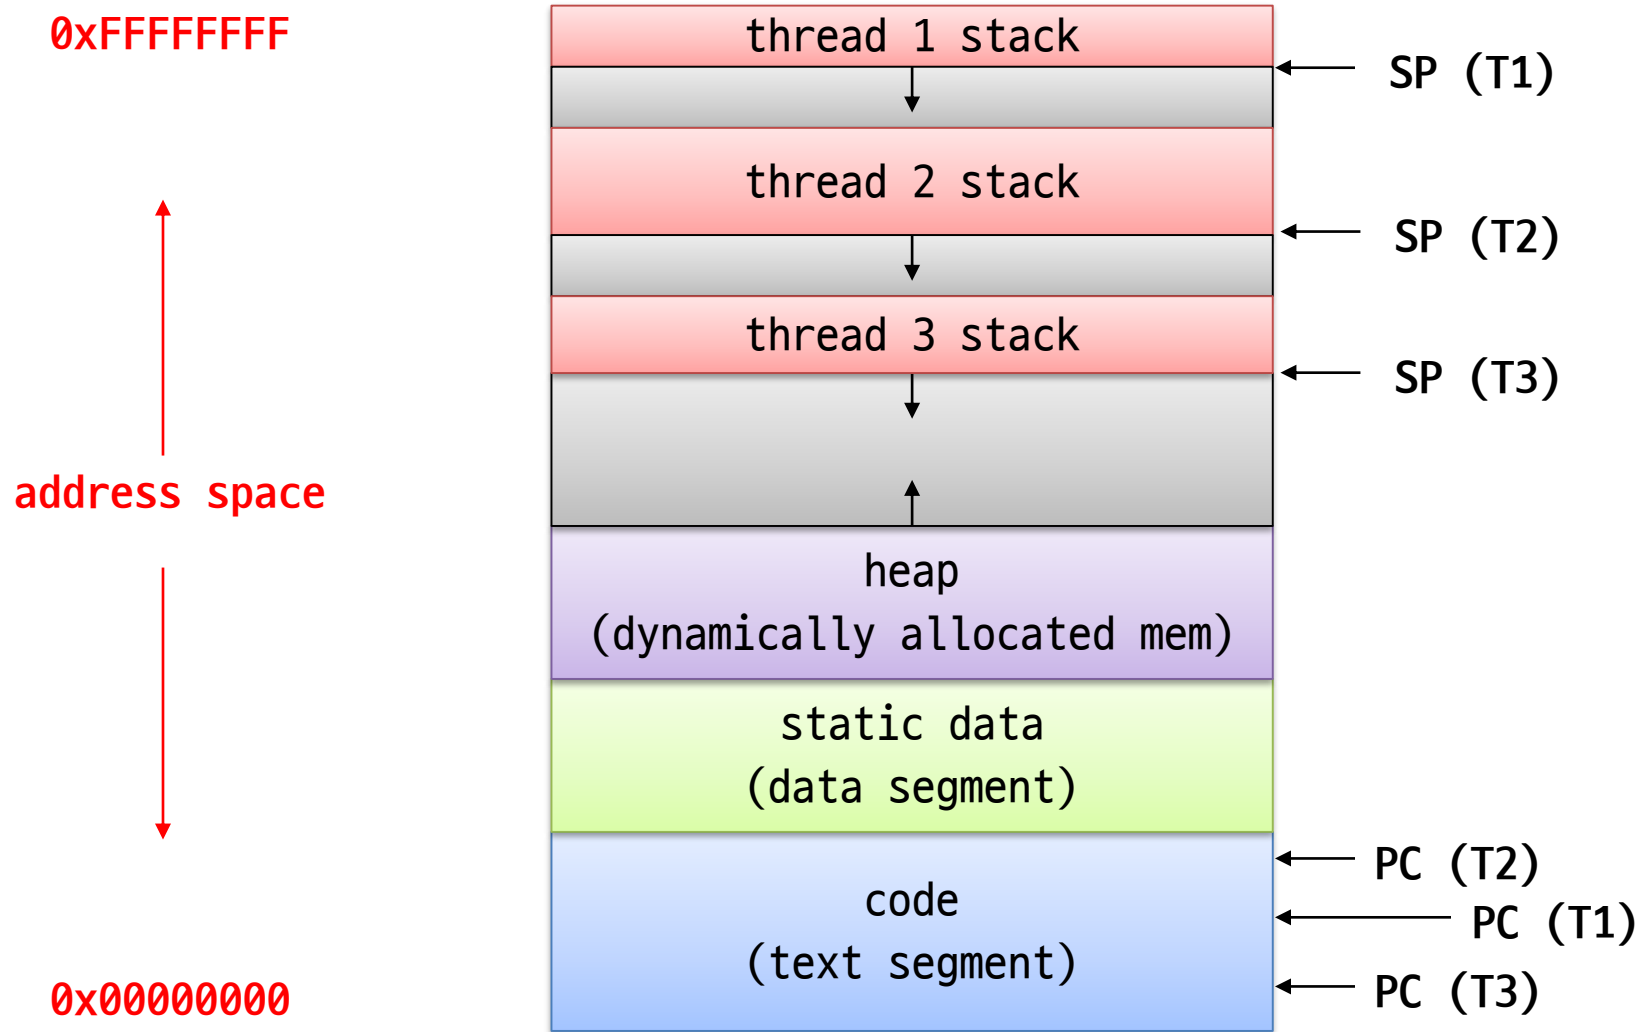 0xFFFFFFFF
thread 1 stack
SP (T1)
thread 2 stack
SP (T2)
thread 3 stack
SP (T3)
address space
heap
(dynamically allocated mem)
static data
(data segment)
PC (T2)
code
PC (T1)
(text segment)
PC (T3)
0x00000000